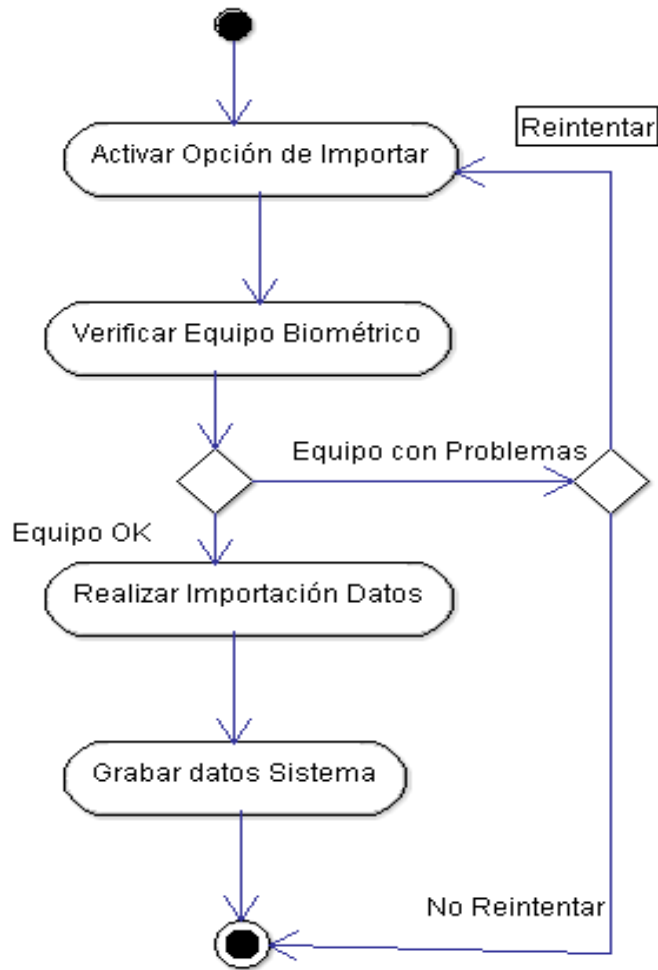 Reintentar
Activar Opción de Importar
Verificar Equipo Biométrico
Equipo con Problemas
Equipo OK
Realizar Importación Datos
Grabar datos Sistema
No Reintentar